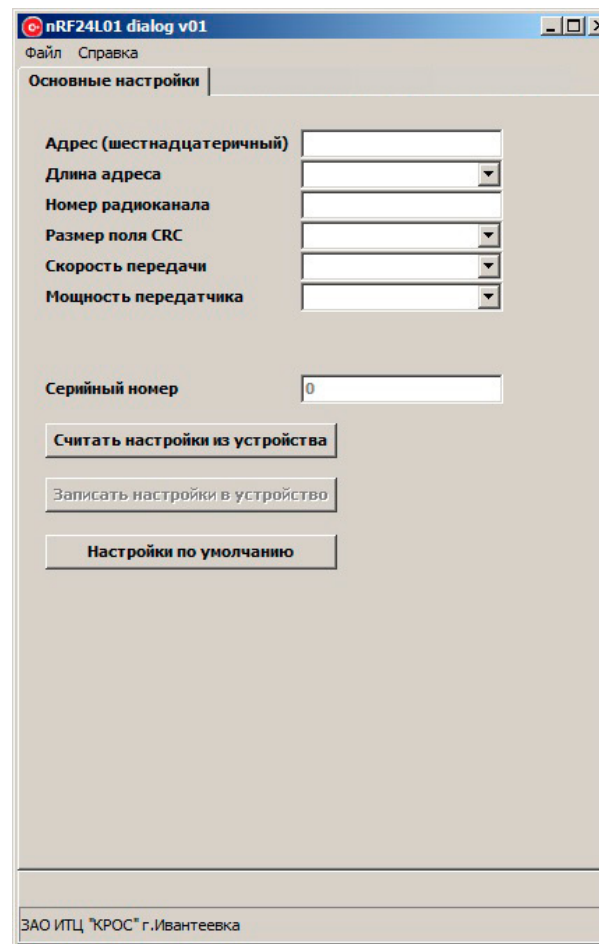 nRF24L01 dialog v01
Файл Справка
Основные настройки
Адрес (шестнадцатеричный)
Длина адреса
Номер радиоканала
Размер поля CRC
Скорость передачи
Мощность передатчика
Серийный номер 0
Считать настройки из устройства
Записать настройки в устройство
Настройки по умолчанию
ЗАО ИТЦ "КРОС" г.Ивантеевка